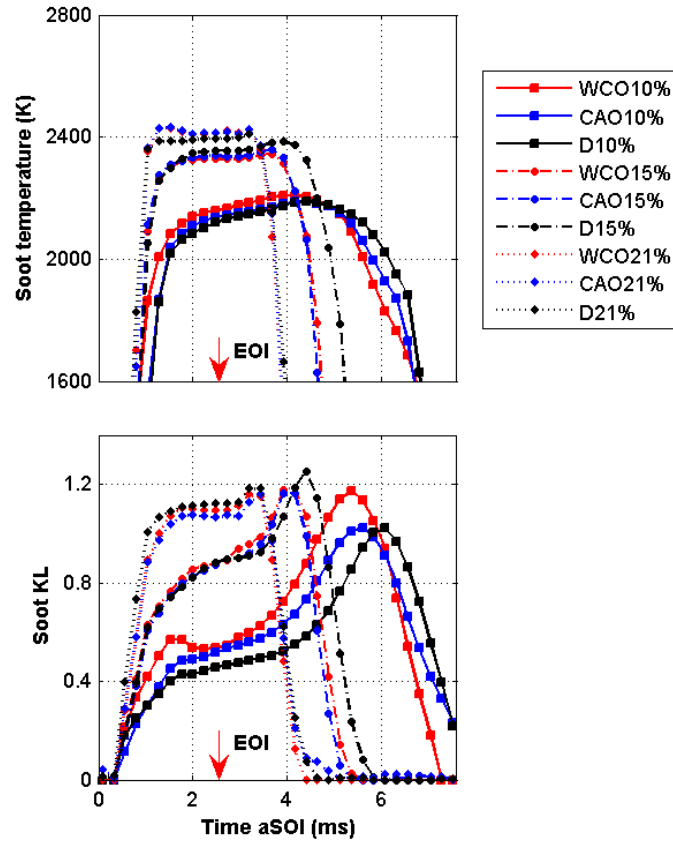 2800
2400
2000
1600
Soot temperature (K)
EOI
WCO10%
CAO10%
D10%
WCO15%
CAO15%
D15%
WCO21%
CAO21%
D21%
1.2
0.8
0.4
0
Soot KL
EOI
0 2 4 6
Time aSOI (ms)